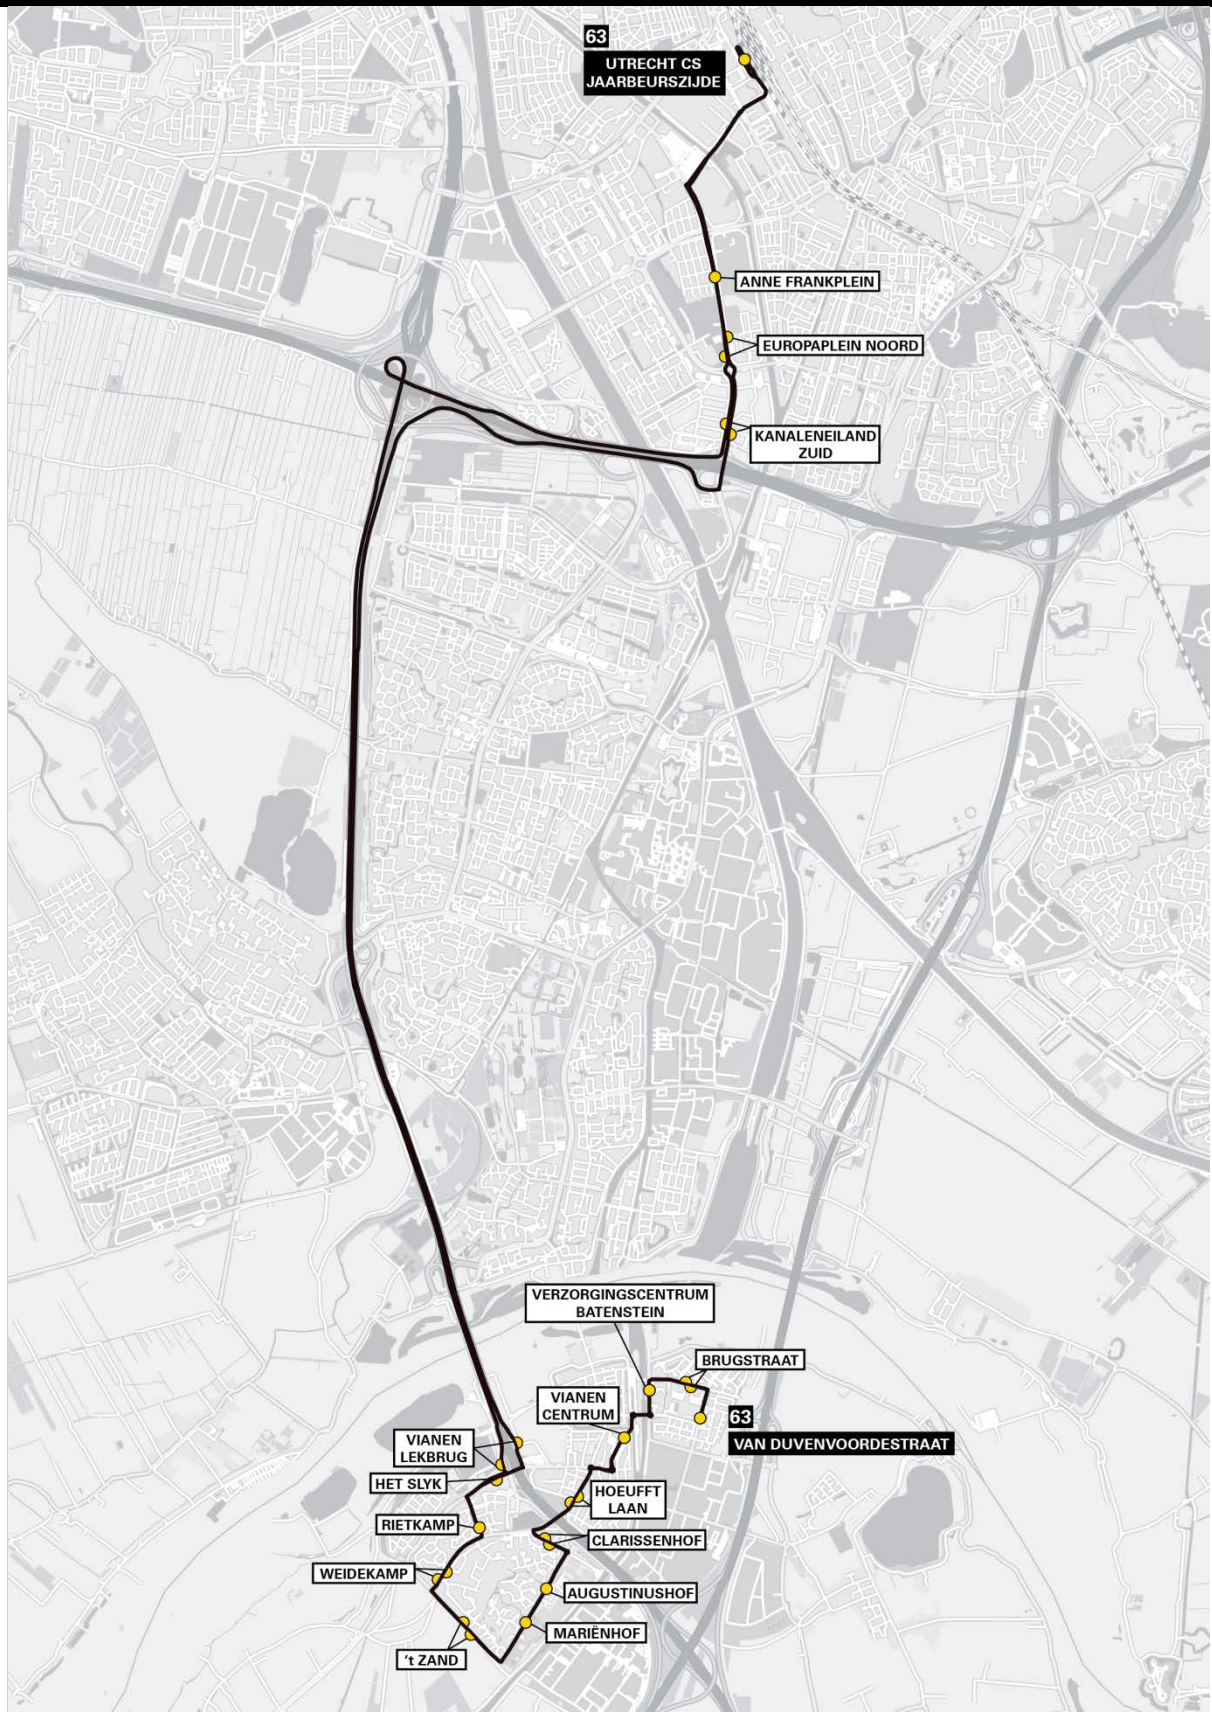 63
UTRECHT CS
JAARBEURSZIJDE
ANNE FRANKPLEIN
EUROPAPLEIN NOORD
KANALENEILAND
ZUID
VERZORGINGSCENTRUM
BATENSTEIN
BRUGSTRAAT
VIANEN
CENTRUM
63
VAN DUVENVOORDESTRAAT
VIANEN
LEKBRUG
HET SLYK
HOEUFFT
LAAN
RIETKAMP
CLARISSENHOF
WEIDEKAMP
AUGUSTINUSHOF
MARIËNHOF
‘t ZAND